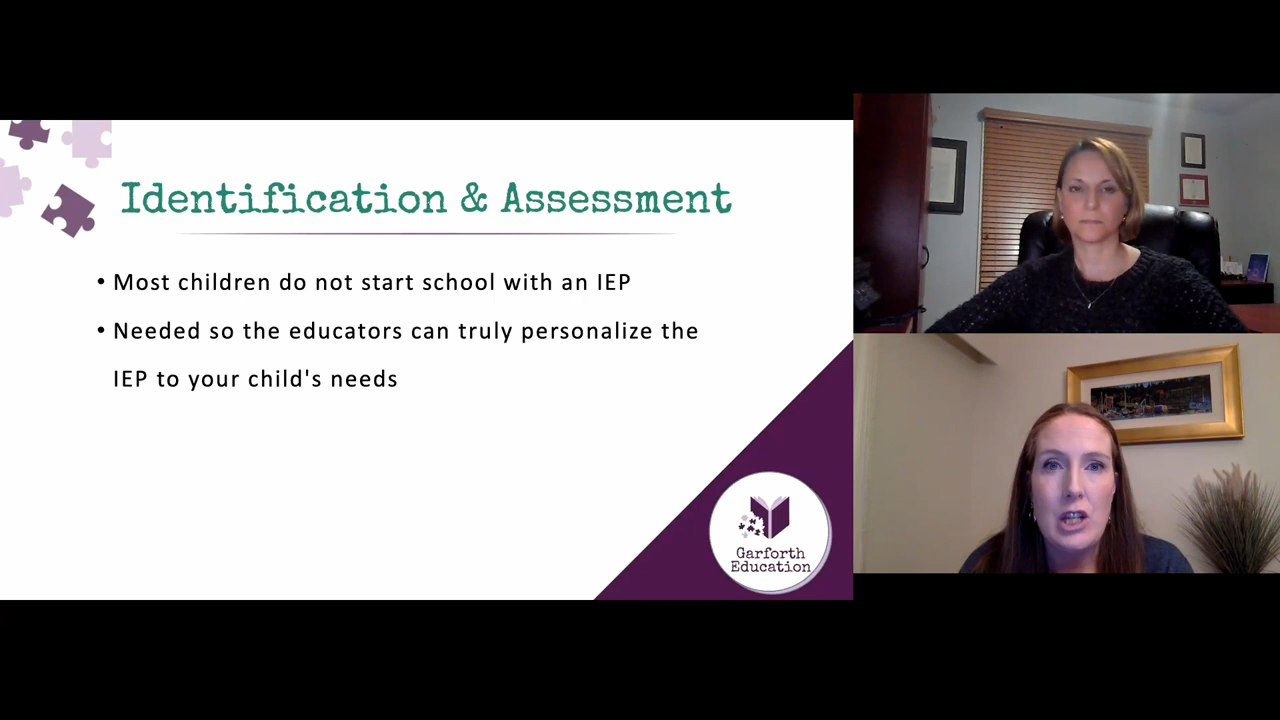 Identification & Assessment
• Most children do not start school with an IEP
• Needed so the educators can truly personalize the
IEP to your child's needs
Garforth
Education